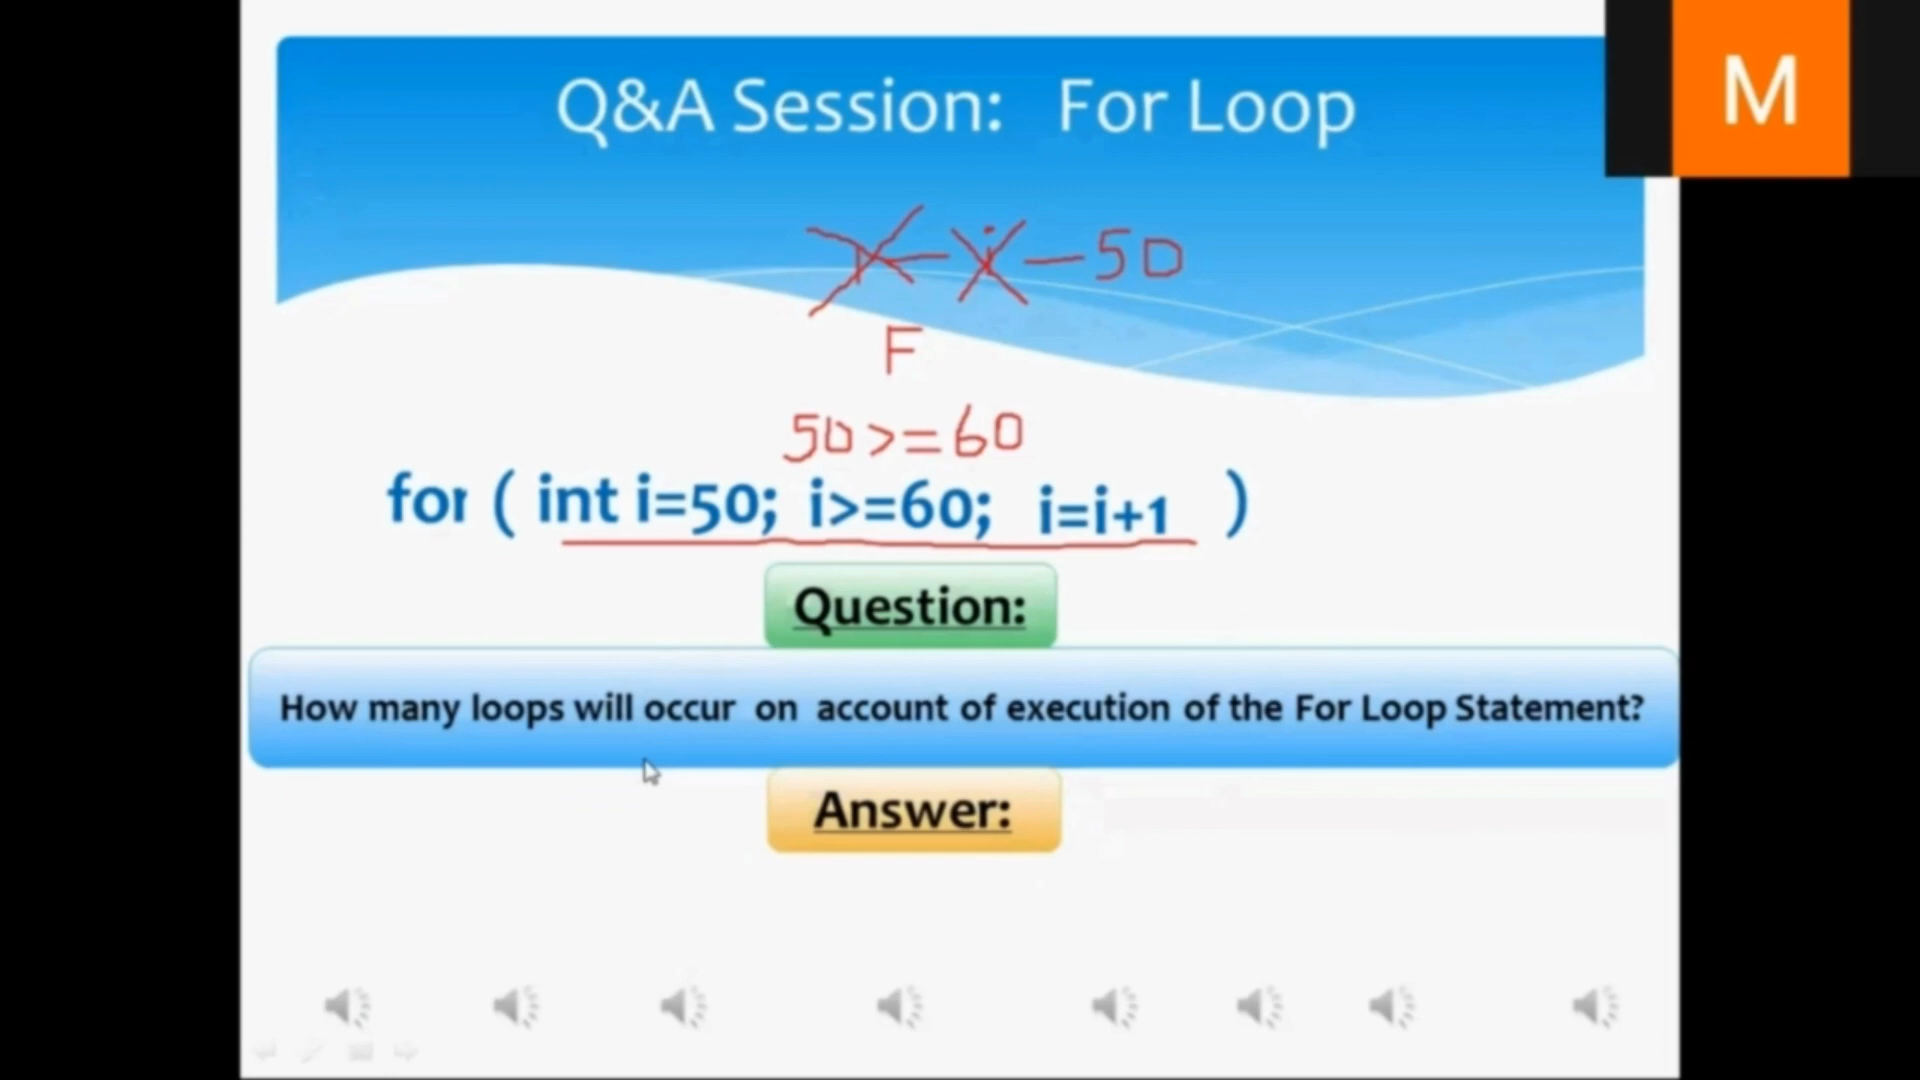 Q&A Session: For Loop
M
i - 50
F
50>=60
for ( int i=50; i>=60; i=i+1 )
Question:
How many loops will occur on account of execution of the For Loop Statement?
Answer: